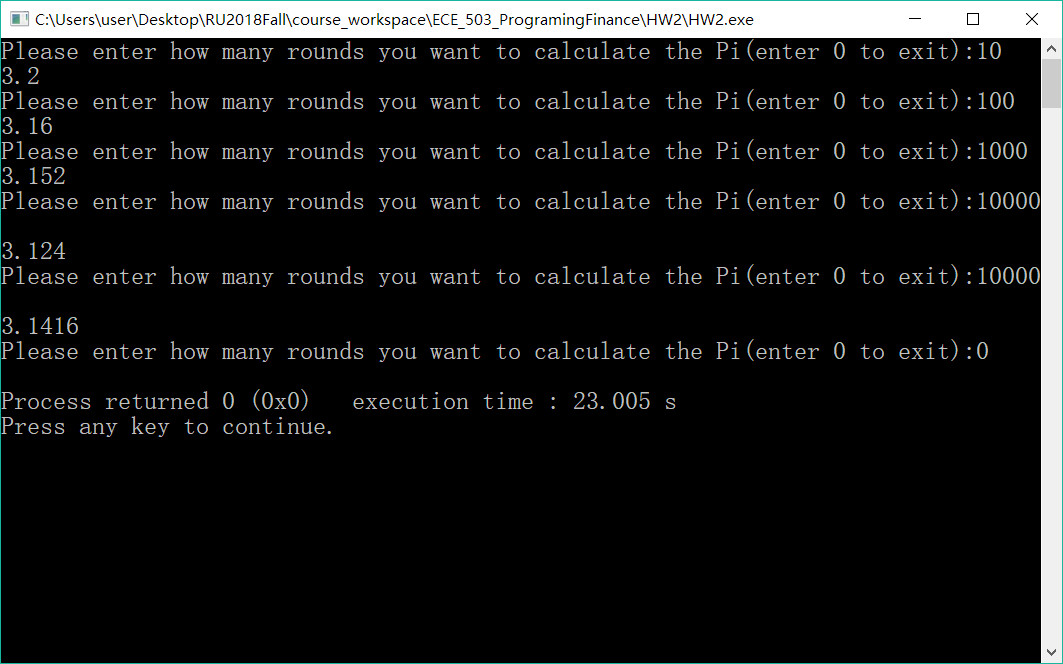 C:\Users\user\Desktop\RU2018Fall\course_workspace\ECE_503_ProgramingFinance\HW2\HW2.exe
Please enter how many rounds you want to calculate the Pi(enter 0 to exit):10
3.2
Please enter how many rounds you want to calculate the Pi(enter 0 to exit):100
3.16
Please enter how many rounds you want to calculate the Pi(enter 0 to exit):1000
3.152
Please enter how many rounds you want to calculate the Pi(enter 0 to exit):10000
3.124
Please enter how many rounds you want to calculate the Pi(enter 0 to exit):10000
3.1416
Please enter how many rounds you want to calculate the Pi(enter 0 to exit):0
Process returned 0 (0x0)   execution time : 23.005 s
Press any key to continue.